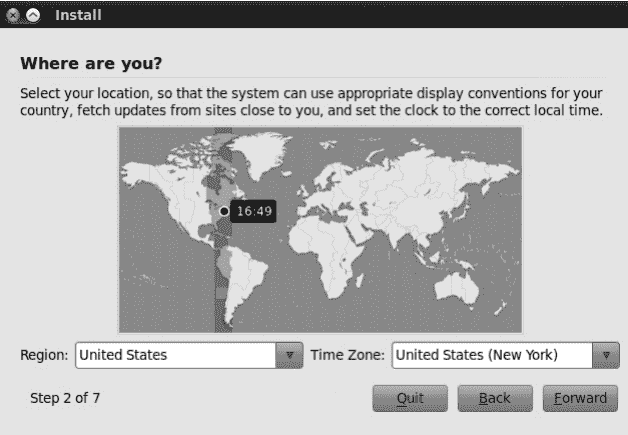 Install
Where are you?
Select your location, so that the system can use appropriate display conventions for your
country, fetch updates from sites close to you, and set the clock to the correct local time.
16:49
Region: United States Time Zone: United States (New York)
Step 2 of 7 Quit Back Forward